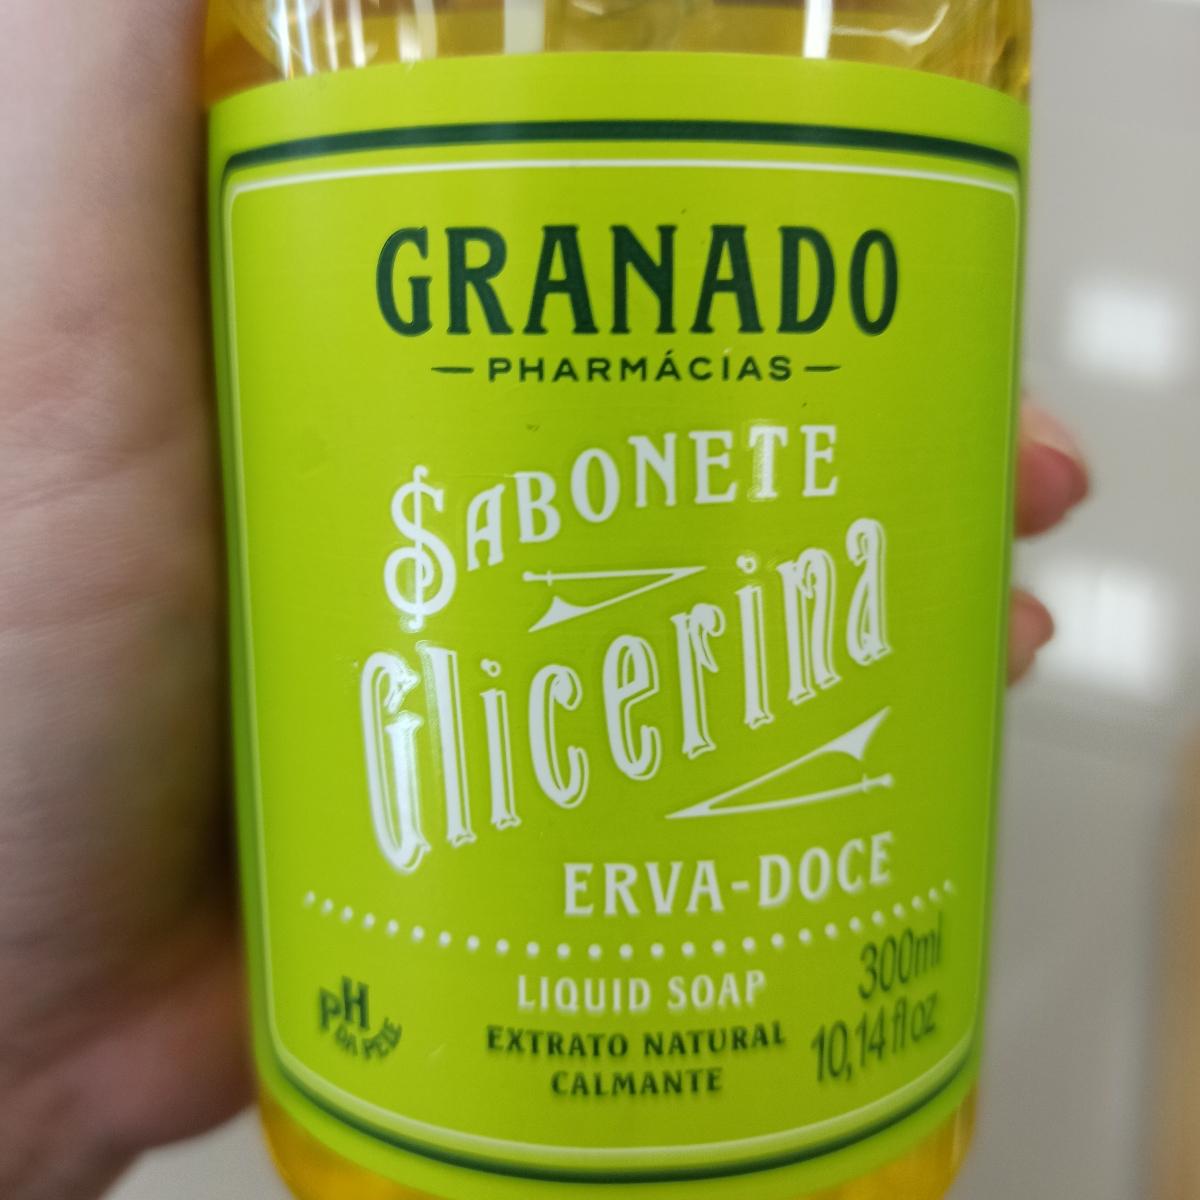 GRANADO
PHARMÁCIAS
SABONETE
Glicerina
ERVA-DOCE
LIQUID SOAP
EXTRATO NATURAL
CALMANTE
PH
DA PELE
300ml
10,14 fl oz